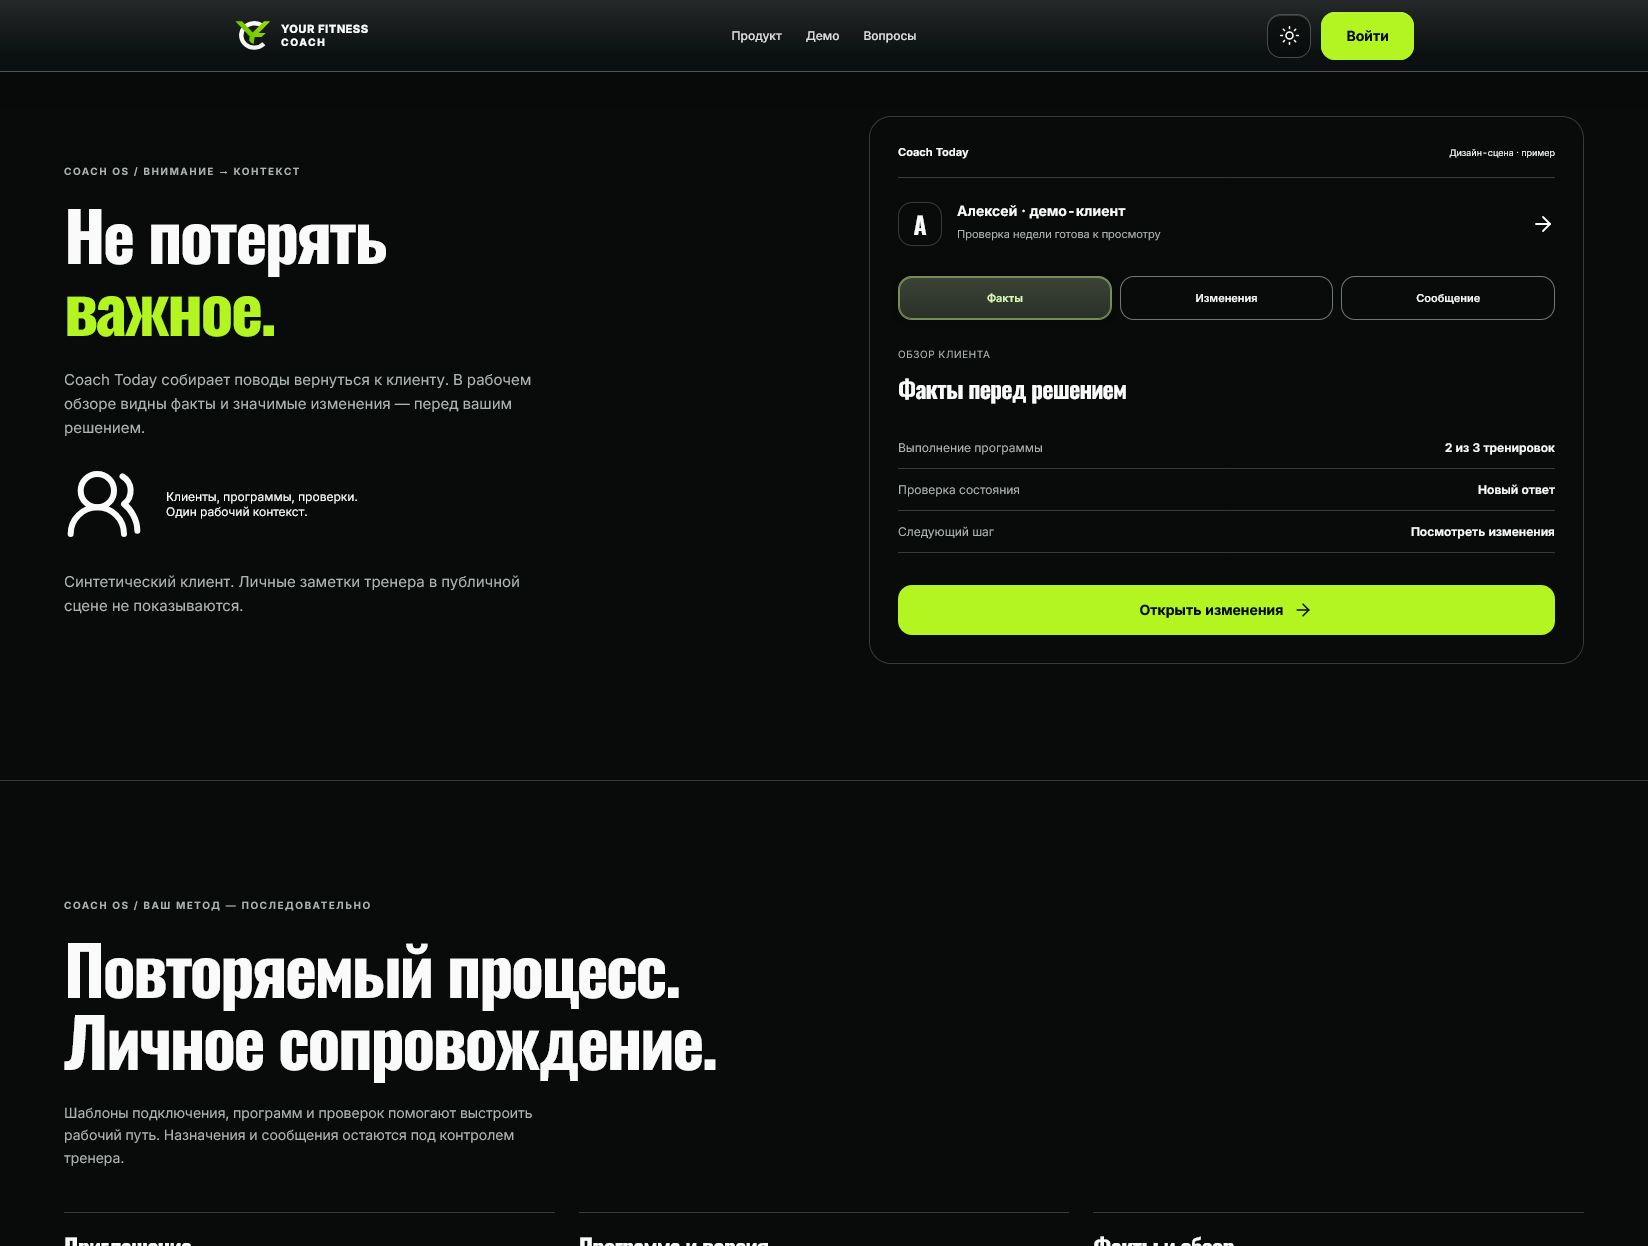 YOUR FITNESS
COACH
Продукт
Демо
Вопросы
Войти
COACH OS / ВНИМАНИЕ → КОНТЕКСТ
Не потерять
важное.
Coach Today собирает поводы вернуться к клиенту. В рабочем
обзоре видны факты и значимые изменения — перед вашим
решением.
Клиенты, программы, проверки.
Один рабочий контекст.
Синтетический клиент. Личные заметки тренера в публичной
сцене не показываются.
Coach Today
Дизайн-сцена · пример
А
Алексей · демо-клиент
Проверка недели готова к просмотру
Факты
Изменения
Сообщение
ОБЗОР КЛИЕНТА
Факты перед решением
Выполнение программы
2 из 3 тренировок
Проверка состояния
Новый ответ
Следующий шаг
Посмотреть изменения
Открыть изменения →
COACH OS / ВАШ МЕТОД — ПОСЛЕДОВАТЕЛЬНО
Повторяемый процесс.
Личное сопровождение.
Шаблоны подключения, программ и проверок помогают выстроить
рабочий путь. Назначения и сообщения остаются под контролем
тренера.
Приглашение
Программа и версия
Факты и обзор